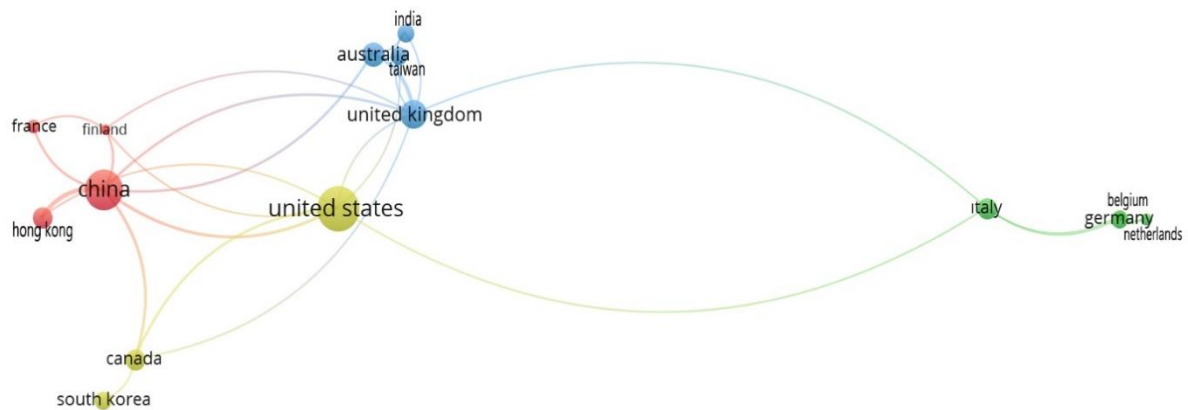 india
australia
taiwan
united kingdom
france
finland
china
united states
hong kong
italy
belgium
germany
netherlands
canada
south korea